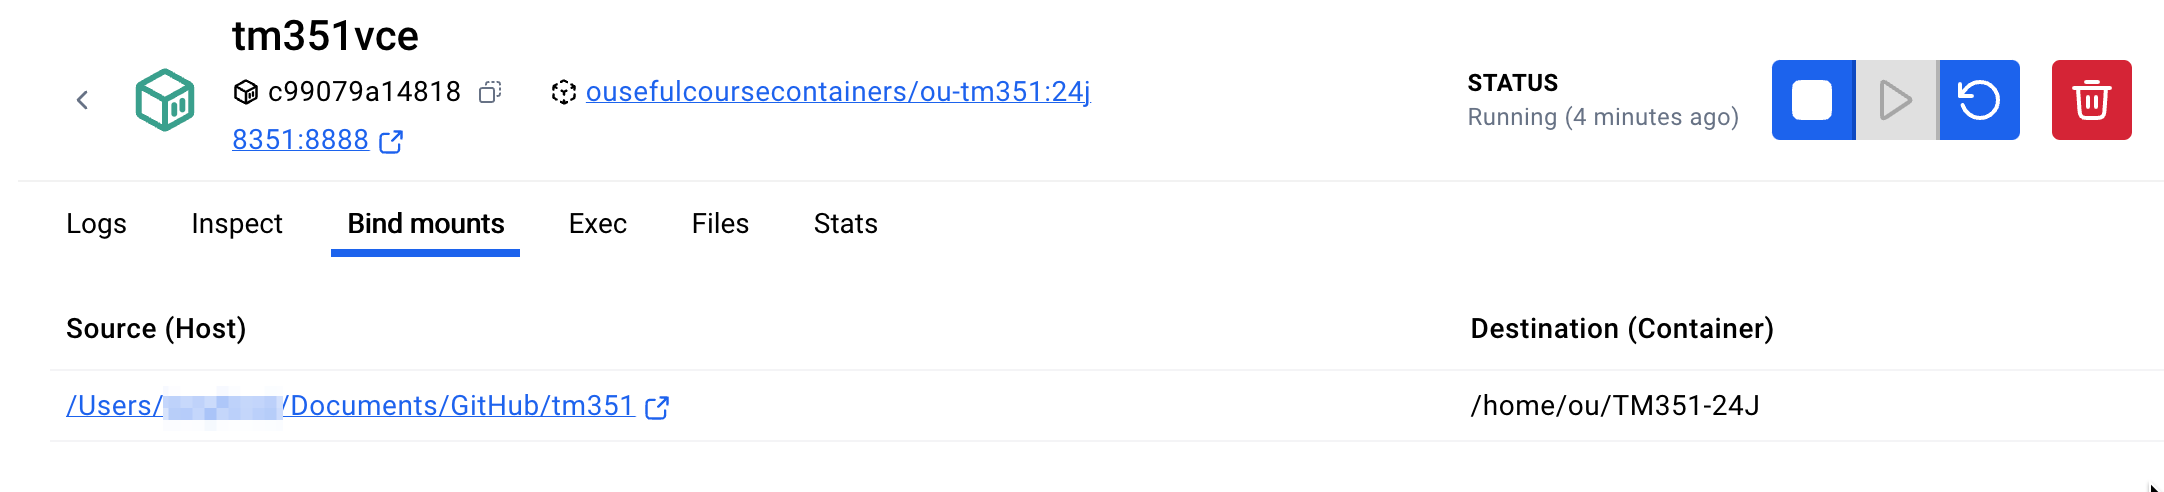 tm351vce
c99079a14818 ousefulcoursecontainers/ou-tm351:24j
8351:8888
STATUS
Running (4 minutes ago)
Logs Inspect Bind mounts Exec Files Stats
Source (Host) Destination (Container)
/Users/ /Documents/GitHub/tm351 /home/ou/TM351-24J